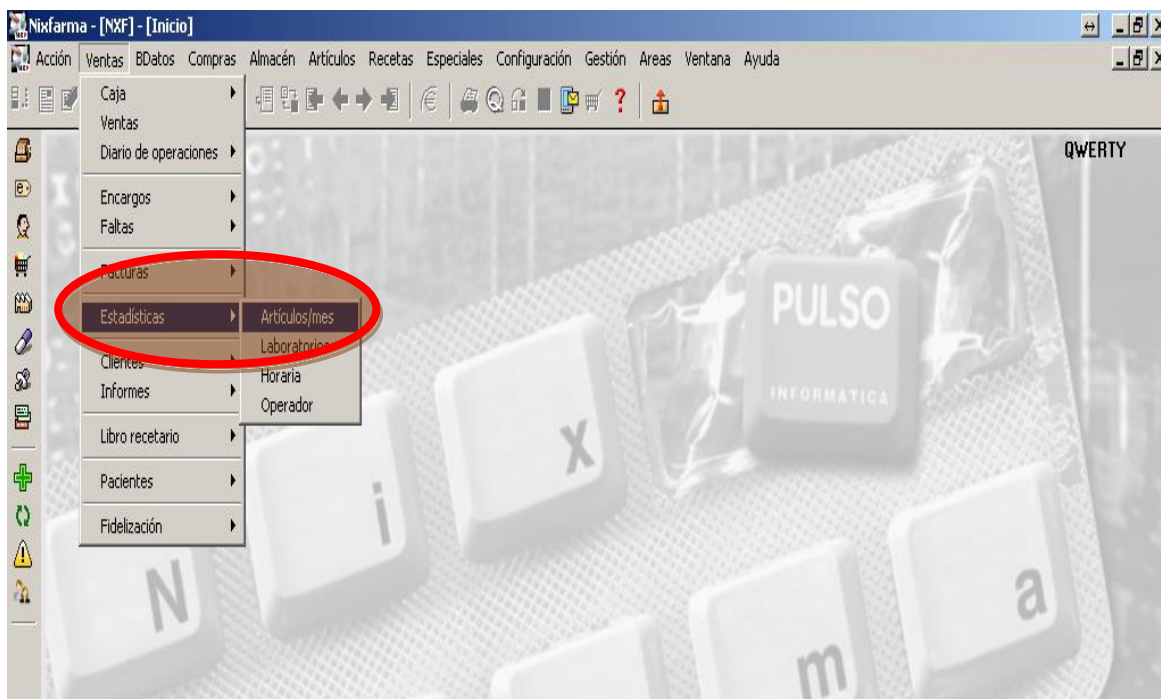 Nixfarma - [NXF] - [Inicio]
Acción Ventas BDatos Compras Almacén Artículos Recetas Especiales Configuración Gestión Areas Ventana Ayuda
Caja
Ventas
Diario de operaciones
Encargos
Faltas
Facturas
Estadísticas
Clientes
Informes
Libro recetario
Pacientes
Fidelización
Artículos/mes
Laboratorios
Horaria
Operador
QWERTY
PULSO
INFORMATICA
N i x
m a